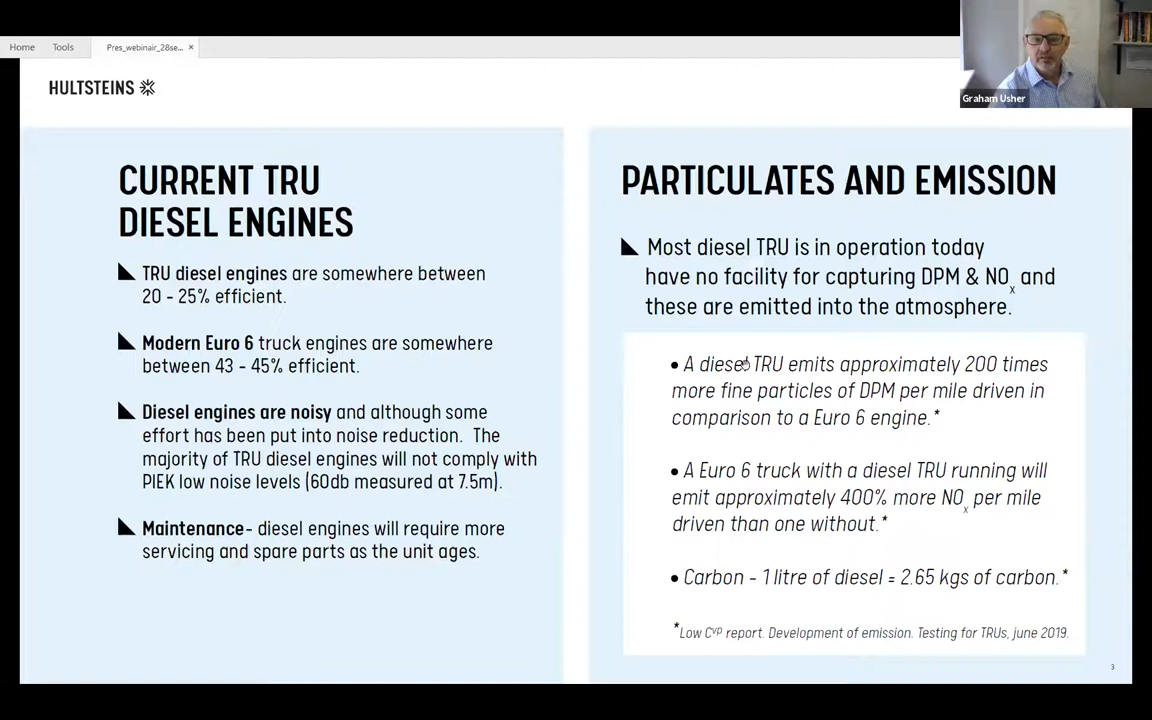 Home Tools Pres_webinair_28se... ×
HULTSTEINS
Graham Usher
CURRENT TRU
DIESEL ENGINES
TRU diesel engines are somewhere between
20 - 25% efficient.
Modern Euro 6 truck engines are somewhere
between 43 - 45% efficient.
Diesel engines are noisy and although some
effort has been put into noise reduction. The
majority of TRU diesel engines will not comply with
PIEK low noise levels (60db measured at 7.5m).
Maintenance- diesel engines will require more
servicing and spare parts as the unit ages.
PARTICULATES AND EMISSION
Most diesel TRU is in operation today
have no facility for capturing DPM & NOx and
these are emitted into the atmosphere.
• A diesel TRU emits approximately 200 times
more fine particles of DPM per mile driven in
comparison to a Euro 6 engine.*
• A Euro 6 truck with a diesel TRU running will
emit approximately 400% more NOx per mile
driven than one without.*
• Carbon - 1 litre of diesel = 2.65 kgs of carbon.*
*Low Cvp report. Development of emission. Testing for TRUs, june 2019.
3